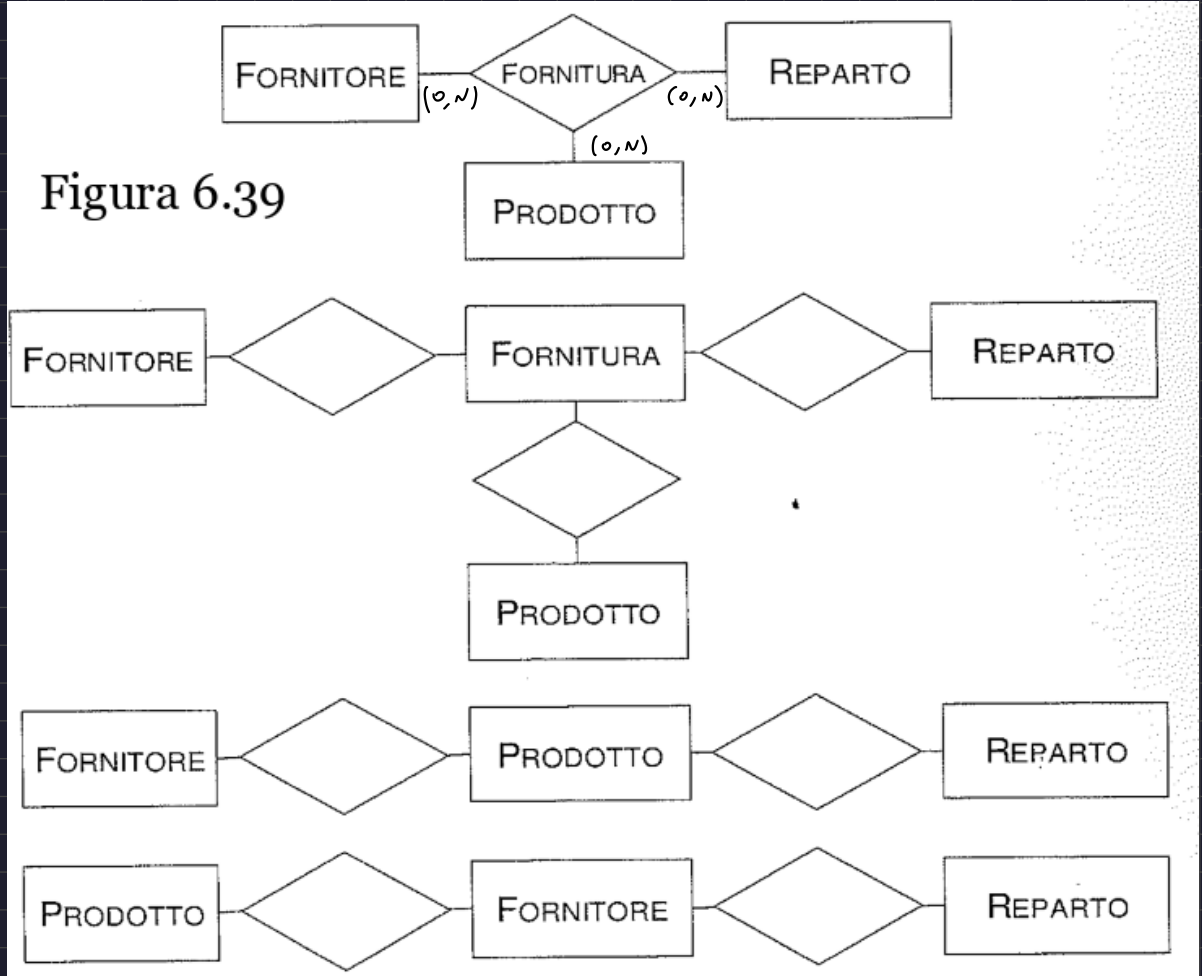 FORNITORE FORNITURA REPARTO
(0,N) (0,N)
(0,N)
PRODOTTO
Figura 6.39
FORNITORE FORNITURA REPARTO
PRODOTTO
FORNITORE PRODOTTO REPARTO
PRODOTTO FORNITORE REPARTO